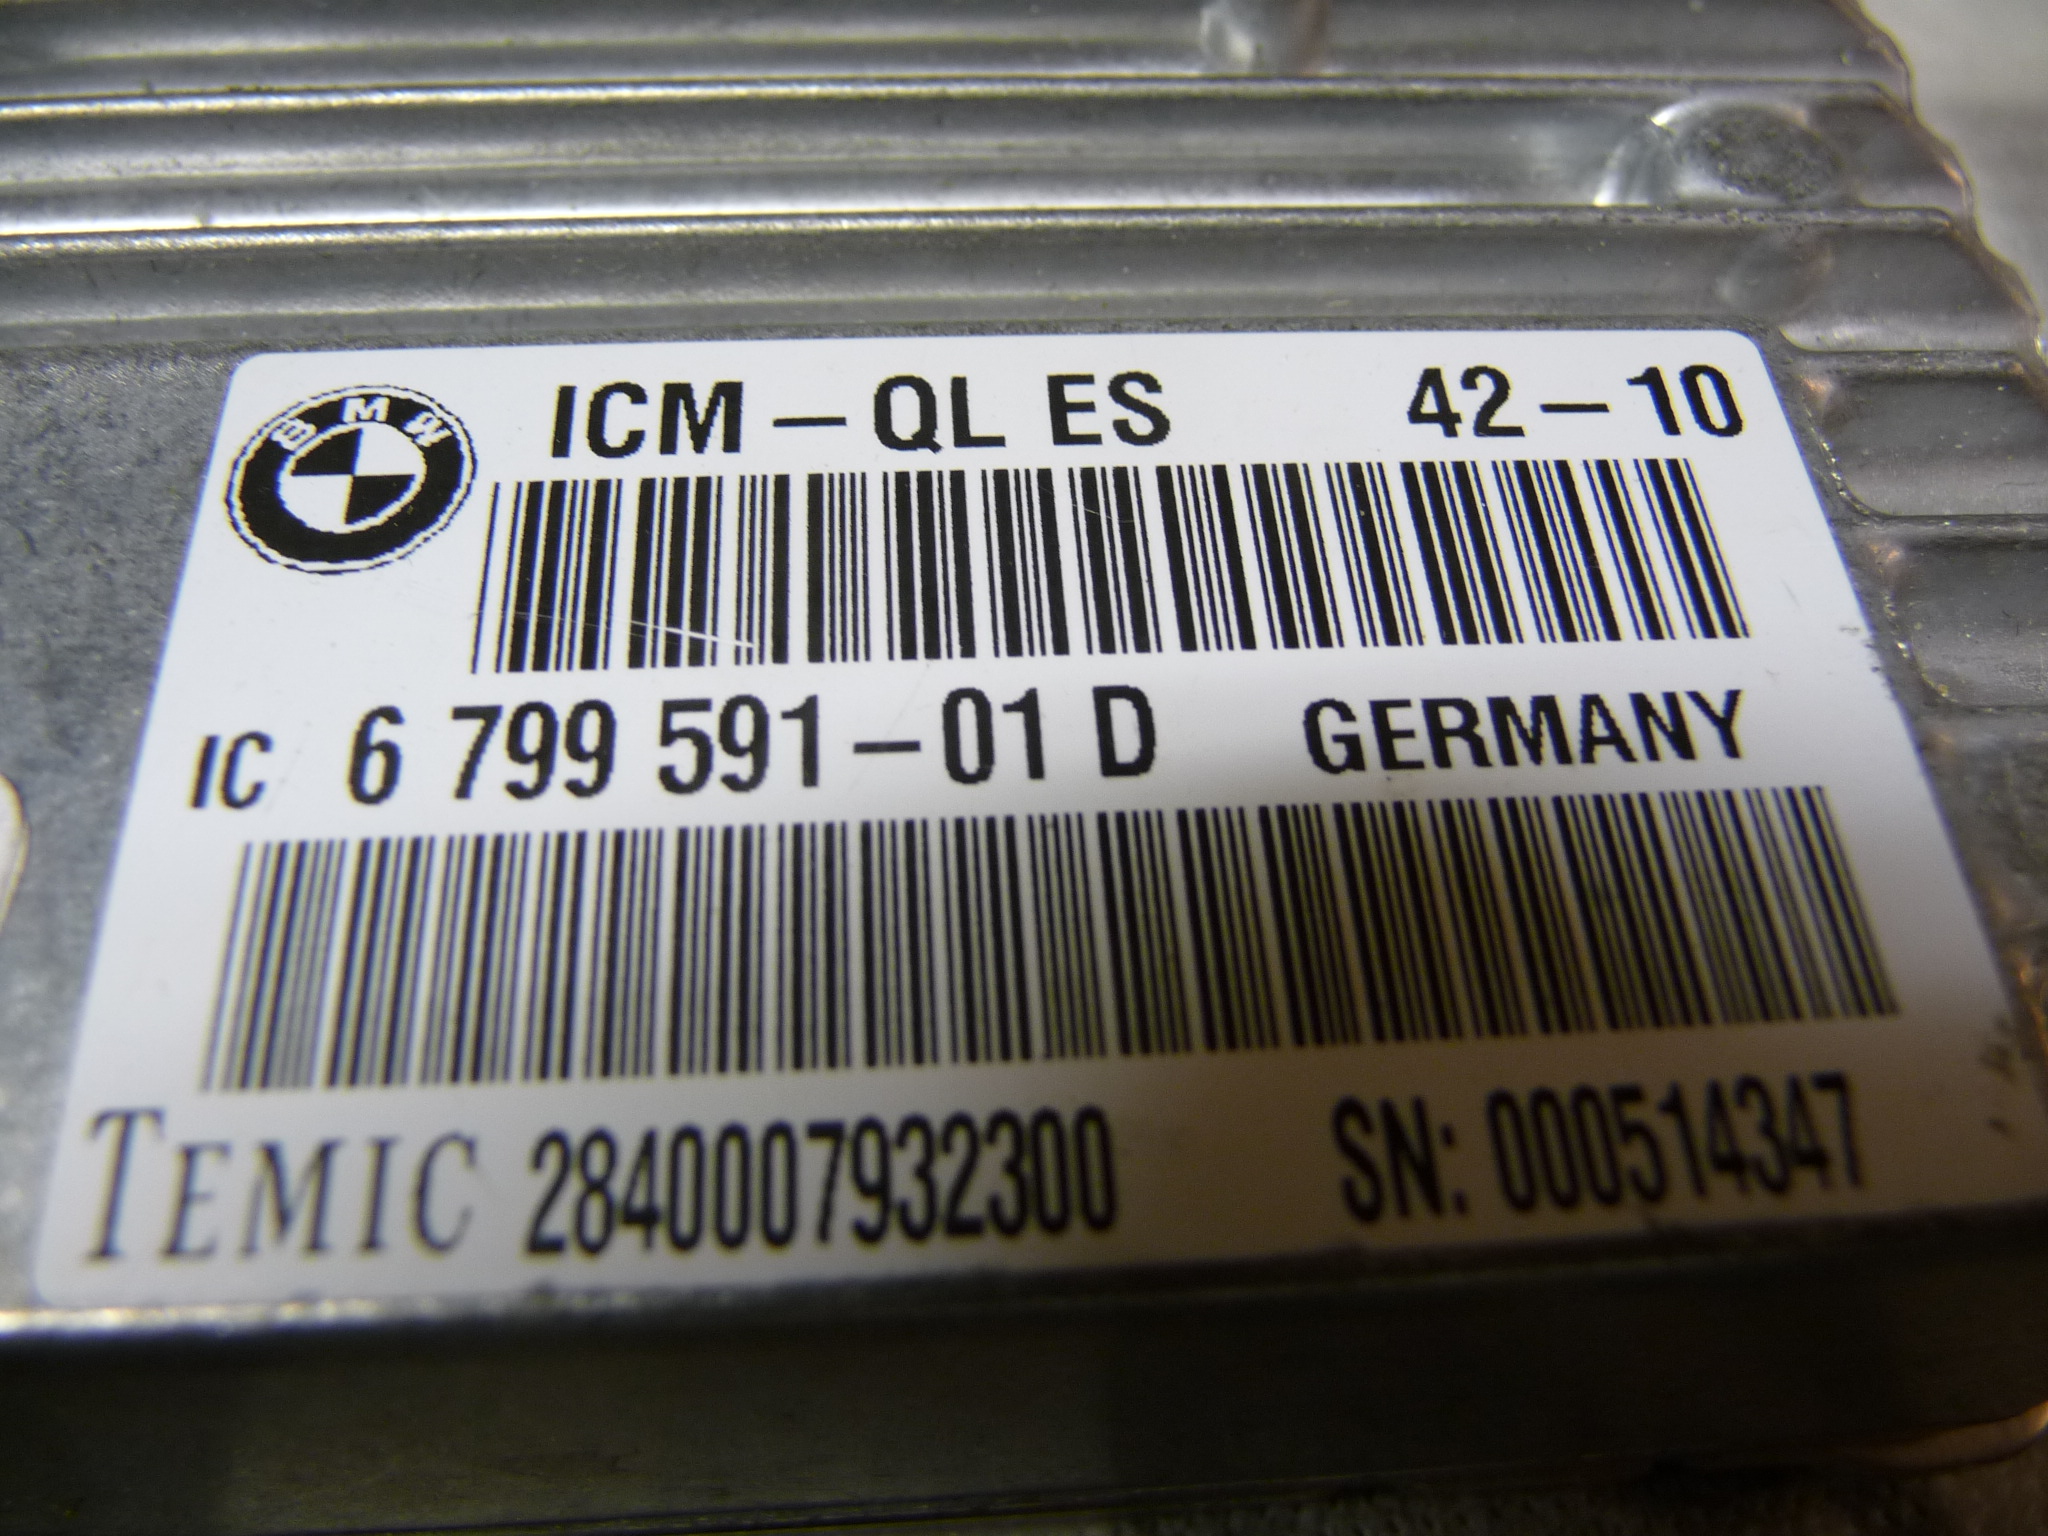 BMW
ICM – QL ES 42 – 10
IC 6 799 591 – 01 D GERMANY
TEMIC 2840007932300 SN: 000514347